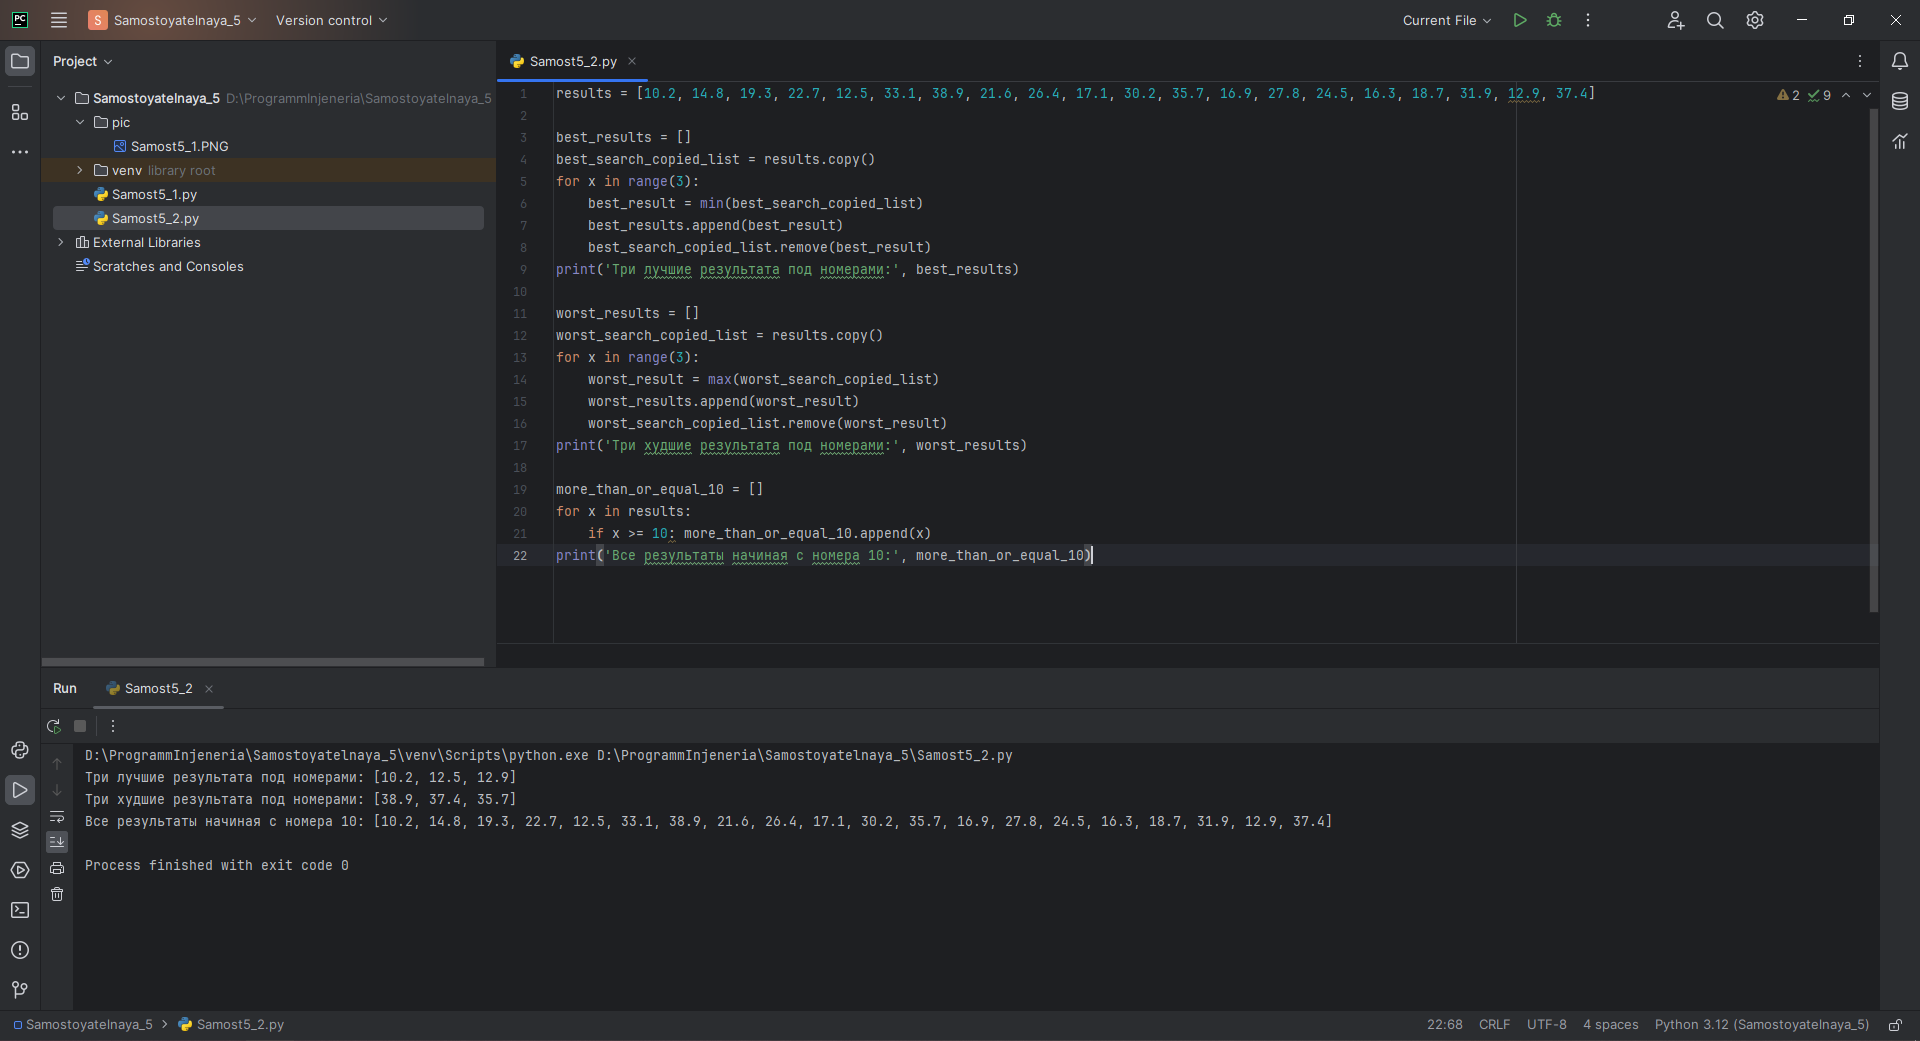 PC
S Samostoyatelnaya_5 Version control Current File
Project
Samostoyatelnaya_5 D:\ProgrammInjeneria\Samostoyatelnaya_5
pic
Samost5_1.PNG
venv library root
Samost5_1.py
Samost5_2.py
External Libraries
Scratches and Consoles
Samost5_2.py
2 9
1 results = [10.2, 14.8, 19.3, 22.7, 12.5, 33.1, 38.9, 21.6, 26.4, 17.1, 30.2, 35.7, 16.9, 27.8, 24.5, 16.3, 18.7, 31.9, 12.9, 37.4]
2
3 best_results = []
4 best_search_copied_list = results.copy()
5 for x in range(3):
6     best_result = min(best_search_copied_list)
7     best_results.append(best_result)
8     best_search_copied_list.remove(best_result)
9 print('Три лучшие результата под номерами:', best_results)
10
11 worst_results = []
12 worst_search_copied_list = results.copy()
13 for x in range(3):
14     worst_result = max(worst_search_copied_list)
15     worst_results.append(worst_result)
16     worst_search_copied_list.remove(worst_result)
17 print('Три худшие результата под номерами:', worst_results)
18
19 more_than_or_equal_10 = []
20 for x in results:
21     if x >= 10: more_than_or_equal_10.append(x)
22 print('Все результаты начиная с номера 10:', more_than_or_equal_10)
Run Samost5_2
D:\ProgrammInjeneria\Samostoyatelnaya_5\venv\Scripts\python.exe D:\ProgrammInjeneria\Samostoyatelnaya_5\Samost5_2.py
Три лучшие результата под номерами: [10.2, 12.5, 12.9]
Три худшие результата под номерами: [38.9, 37.4, 35.7]
Все результаты начиная с номера 10: [10.2, 14.8, 19.3, 22.7, 12.5, 33.1, 38.9, 21.6, 26.4, 17.1, 30.2, 35.7, 16.9, 27.8, 24.5, 16.3, 18.7, 31.9, 12.9, 37.4]
Process finished with exit code 0
Samostoyatelnaya_5 > Samost5_2.py 22:68 CRLF UTF-8 4 spaces Python 3.12 (Samostoyatelnaya_5)